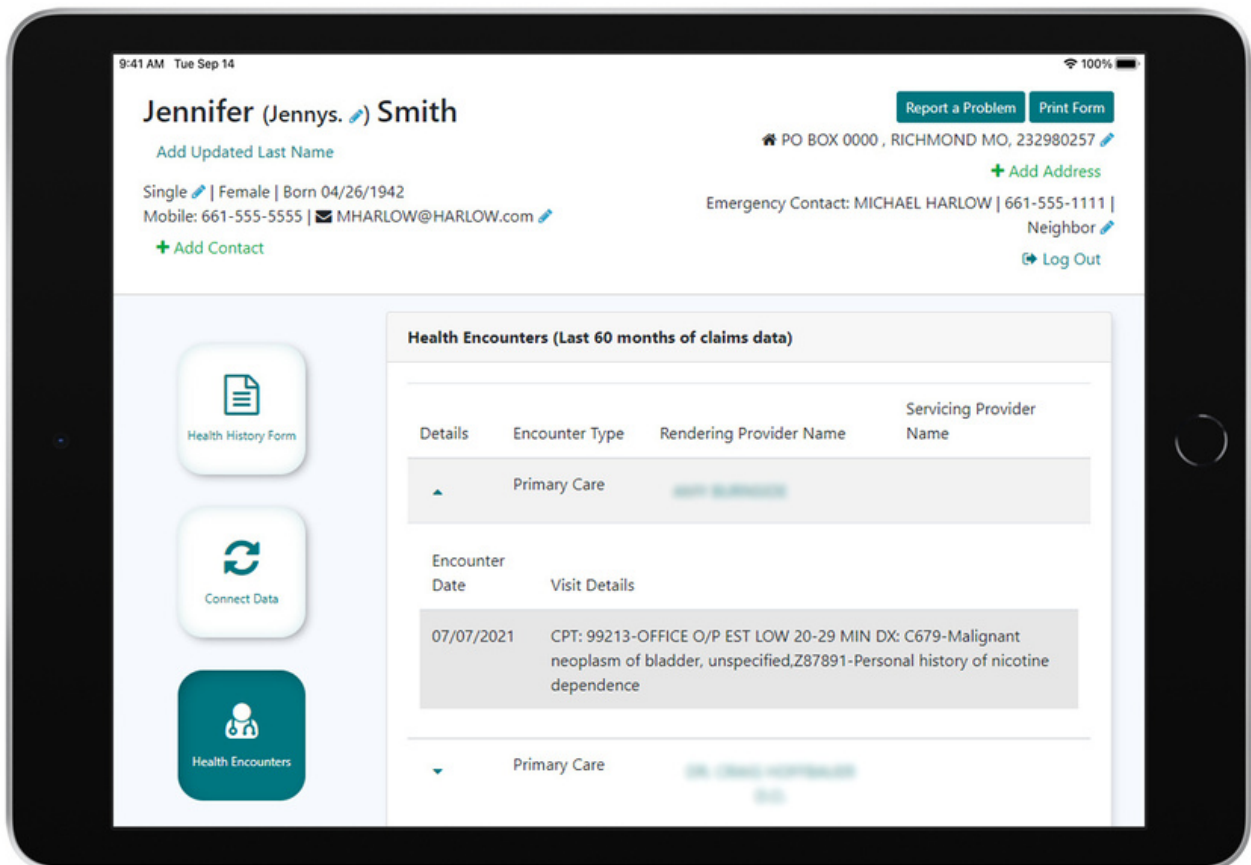 9:41 AM Tue Sep 14
100%
Jennifer (Jennys. ) Smith
Add Updated Last Name
Single | Female | Born 04/26/1942
Mobile: 661-555-5555 | MHARLOW@HARLOW.com
Add Contact
Report a Problem
Print Form
PO BOX 0000 , RICHMOND MO, 232980257
Add Address
Emergency Contact: MICHAEL HARLOW | 661-555-1111 |
Neighbor
Log Out
Health History Form
Connect Data
Health Encounters
Health Encounters (Last 60 months of claims data)
Details
Encounter Type
Rendering Provider Name
Servicing Provider
Name
Primary Care
Encounter
Date
Visit Details
07/07/2021
CPT: 99213-OFFICE O/P EST LOW 20-29 MIN DX: C679-Malignant
neoplasm of bladder, unspecified,Z87891-Personal history of nicotine
dependence
Primary Care